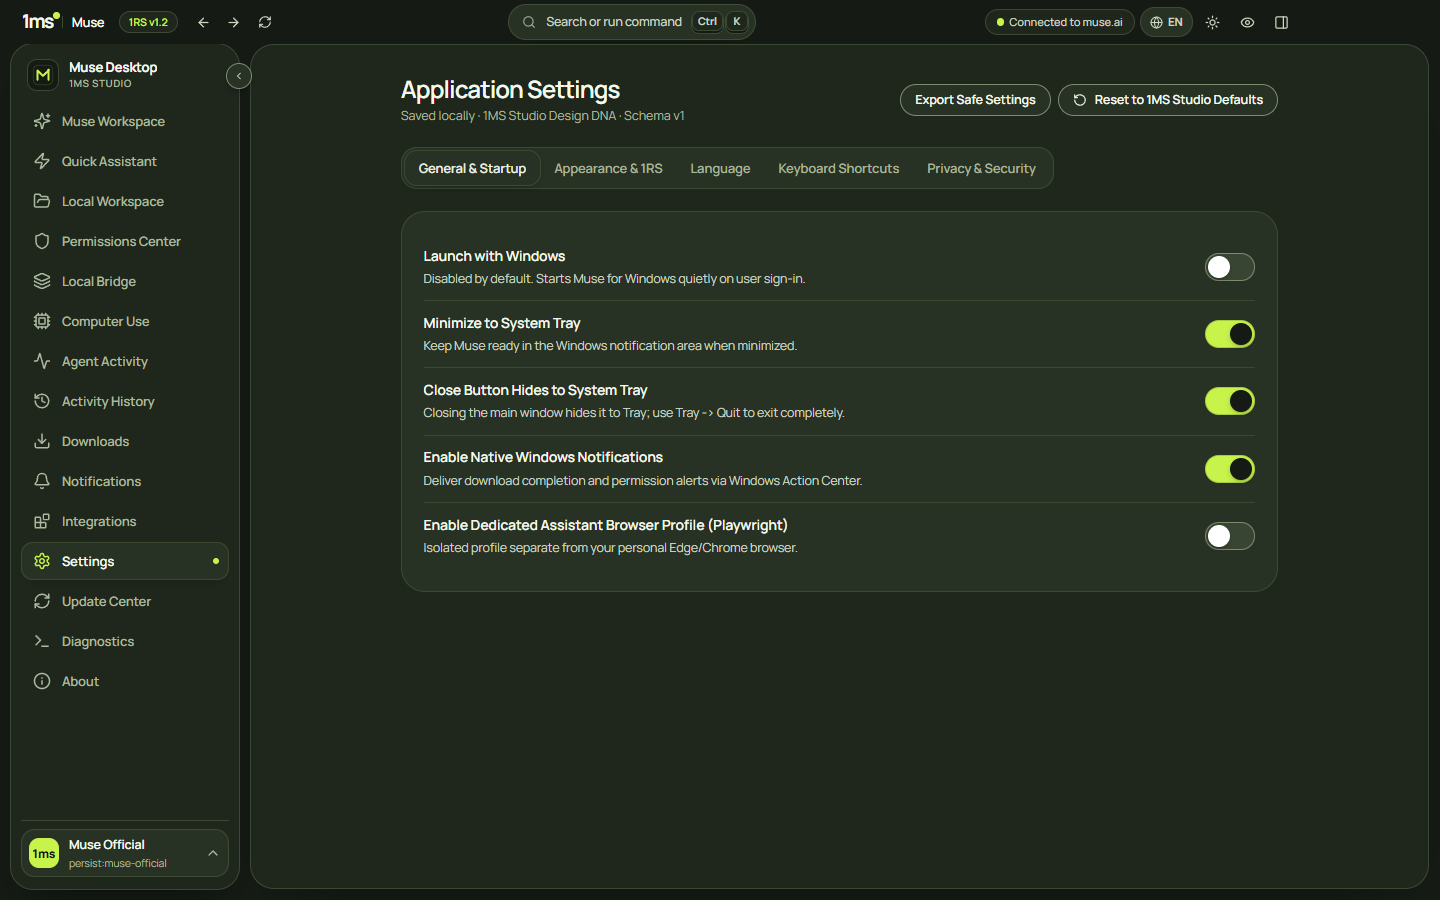 1ms Muse 1RS v1.2
Search or run command Ctrl K
Connected to muse.ai
EN
Muse Desktop
1MS STUDIO
Muse Workspace
Quick Assistant
Local Workspace
Permissions Center
Local Bridge
Computer Use
Agent Activity
Activity History
Downloads
Notifications
Integrations
Settings
Update Center
Diagnostics
About
1ms
Muse Official
persist:muse-official
Application Settings
Saved locally · 1MS Studio Design DNA · Schema v1
Export Safe Settings
Reset to 1MS Studio Defaults
General & Startup Appearance & 1RS Language Keyboard Shortcuts Privacy & Security
Launch with Windows
Disabled by default. Starts Muse for Windows quietly on user sign-in.
Minimize to System Tray
Keep Muse ready in the Windows notification area when minimized.
Close Button Hides to System Tray
Closing the main window hides it to Tray; use Tray -> Quit to exit completely.
Enable Native Windows Notifications
Deliver download completion and permission alerts via Windows Action Center.
Enable Dedicated Assistant Browser Profile (Playwright)
Isolated profile separate from your personal Edge/Chrome browser.